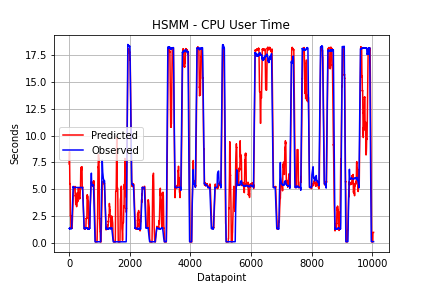 HSMM - CPU User Time
17.5
15.0
12.5
10.0
7.5
5.0
2.5
0.0
Seconds
Predicted
Observed
0 2000 4000 6000 8000 10000
Datapoint